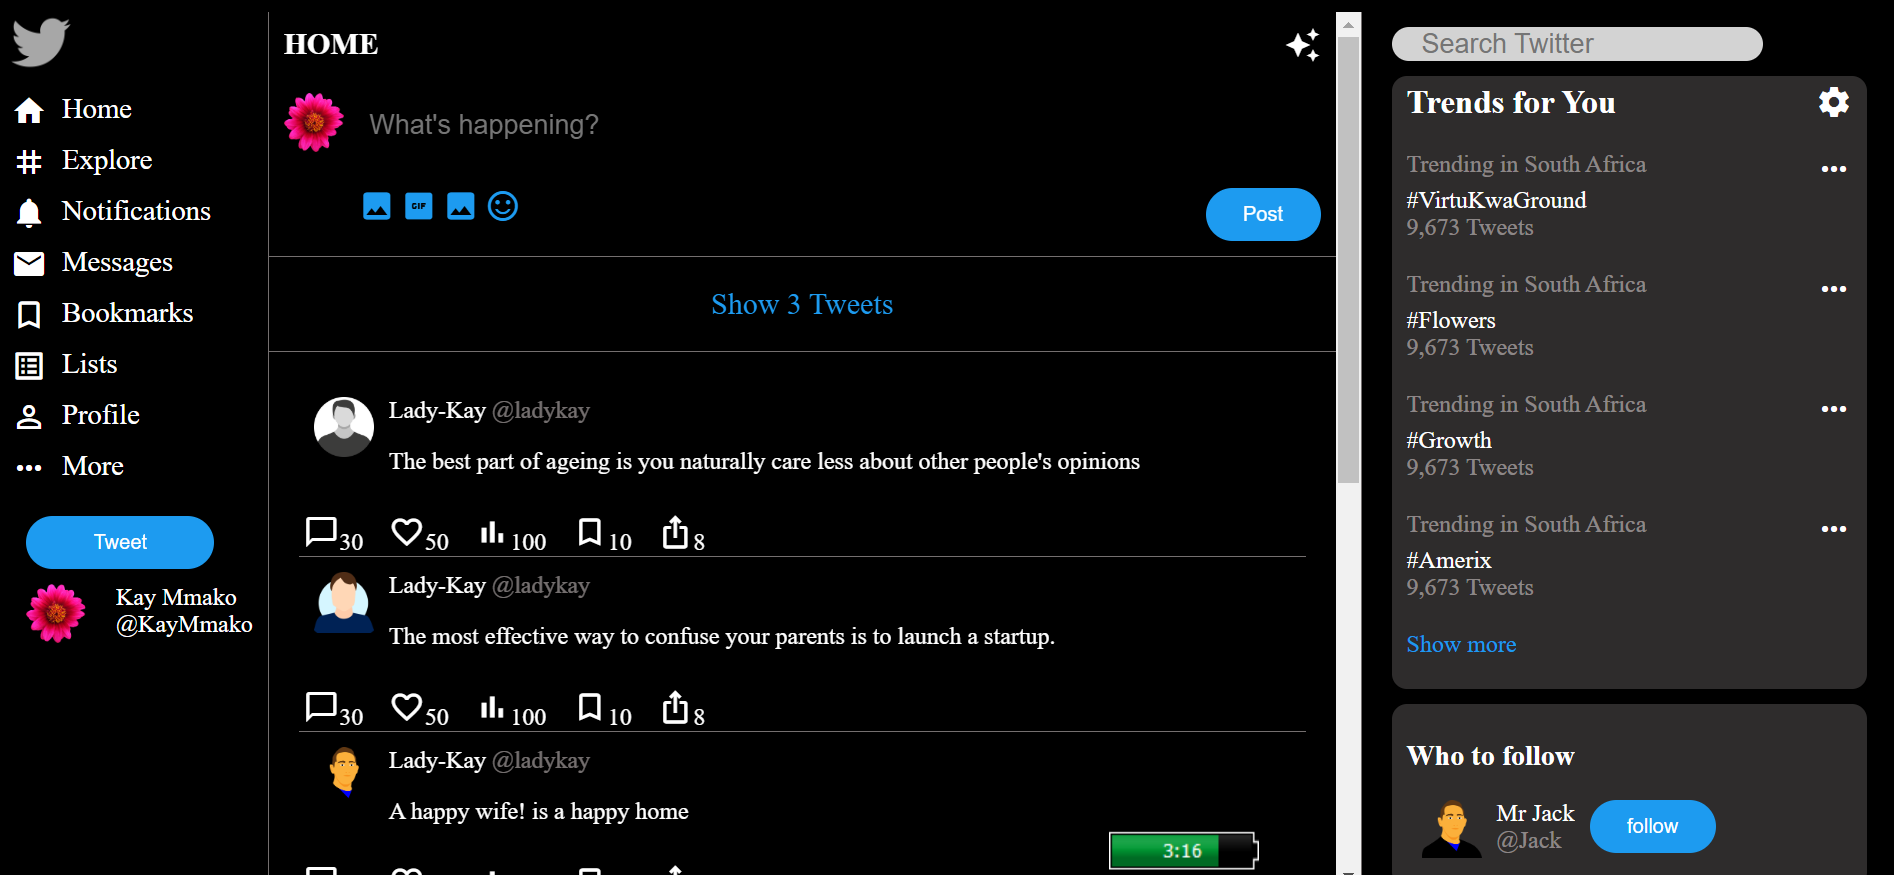 Home
Explore
Notifications
Messages
Bookmarks
Lists
Profile
More
Tweet
Kay Mmako
@KayMmako
HOME
What's happening?
GIF
Post
Show 3 Tweets
Lady-Kay @ladykay
The best part of ageing is you naturally care less about other people's opinions
30 50 100 10 8
Lady-Kay @ladykay
The most effective way to confuse your parents is to launch a startup.
30 50 100 10 8
Lady-Kay @ladykay
A happy wife! is a happy home
3:16
Search Twitter
Trends for You
Trending in South Africa
#VirtuKwaGround
9,673 Tweets
Trending in South Africa
#Flowers
9,673 Tweets
Trending in South Africa
#Growth
9,673 Tweets
Trending in South Africa
#Amerix
9,673 Tweets
Show more
Who to follow
Mr Jack
@Jack
follow